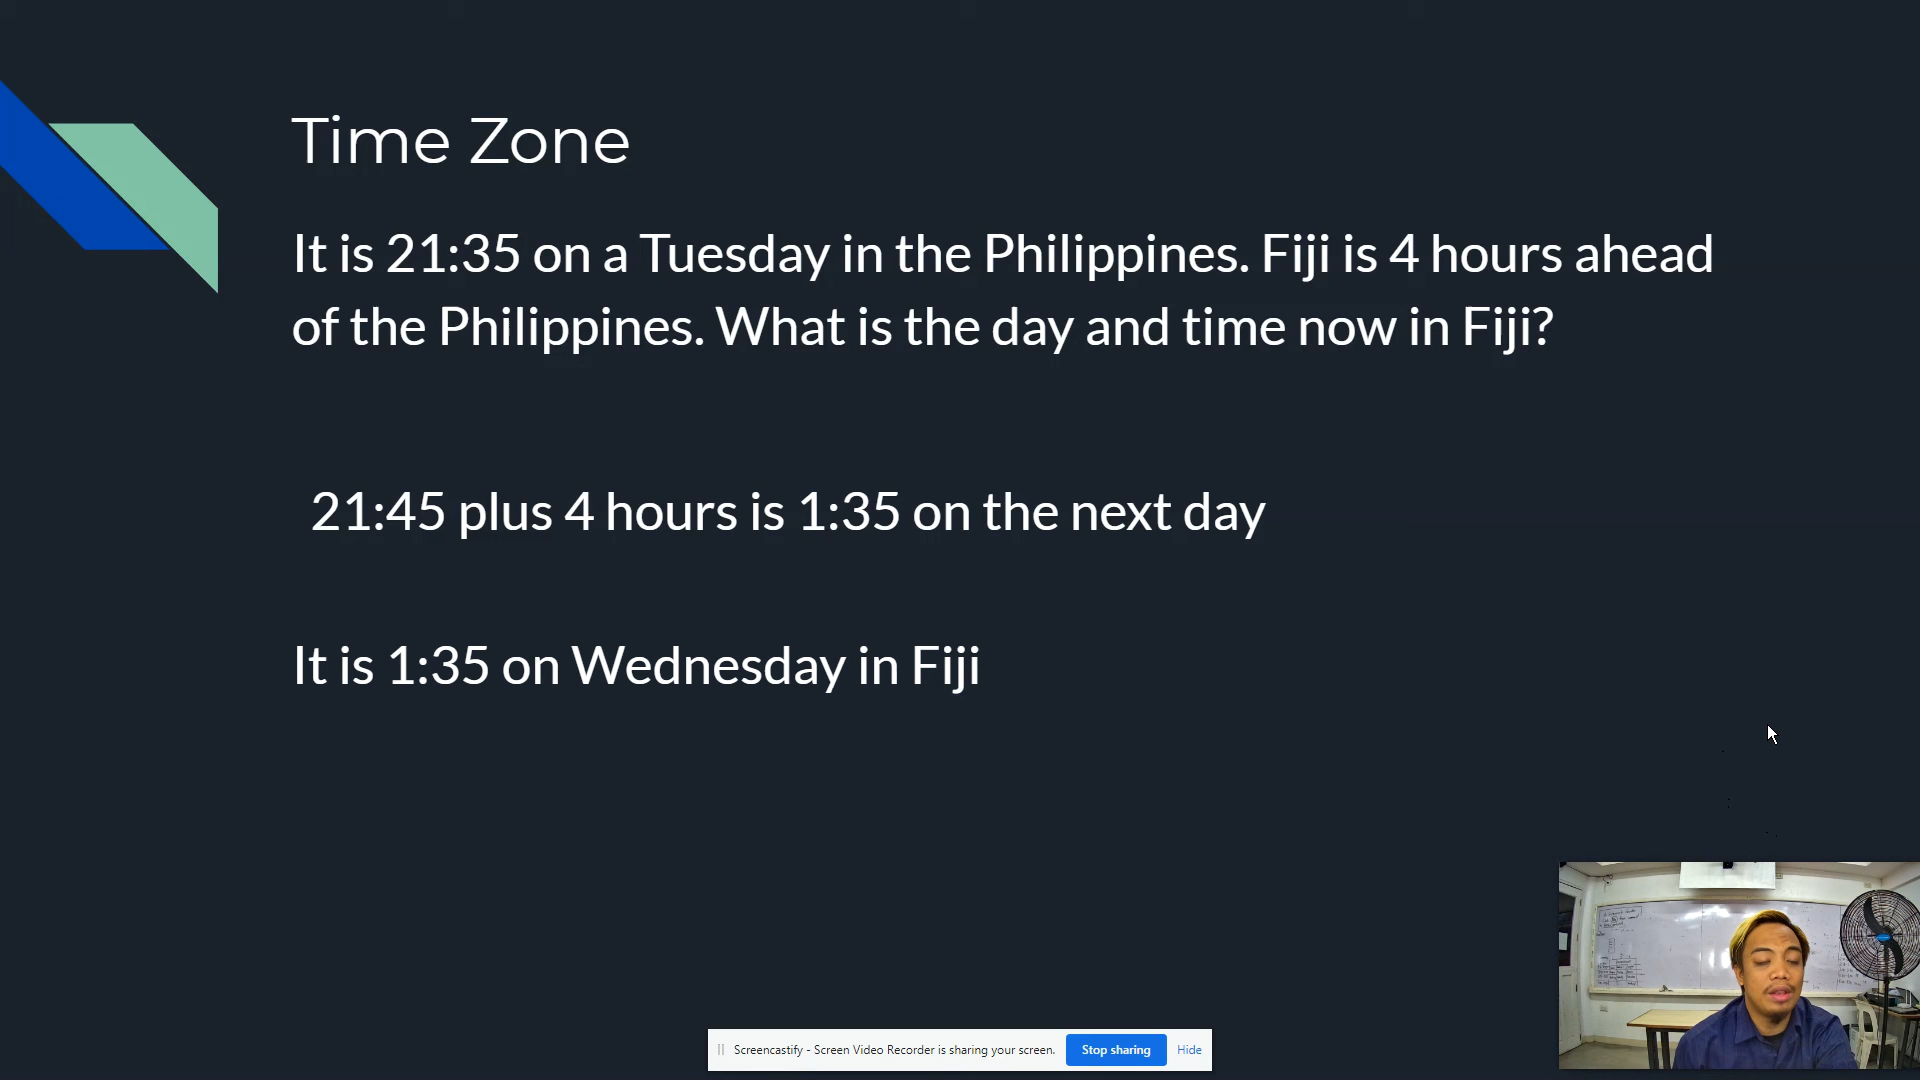 Time Zone
It is 21:35 on a Tuesday in the Philippines. Fiji is 4 hours ahead
of the Philippines. What is the day and time now in Fiji?
21:45 plus 4 hours is 1:35 on the next day
It is 1:35 on Wednesday in Fiji
Screencastify - Screen Video Recorder is sharing your screen.
Stop sharing
Hide